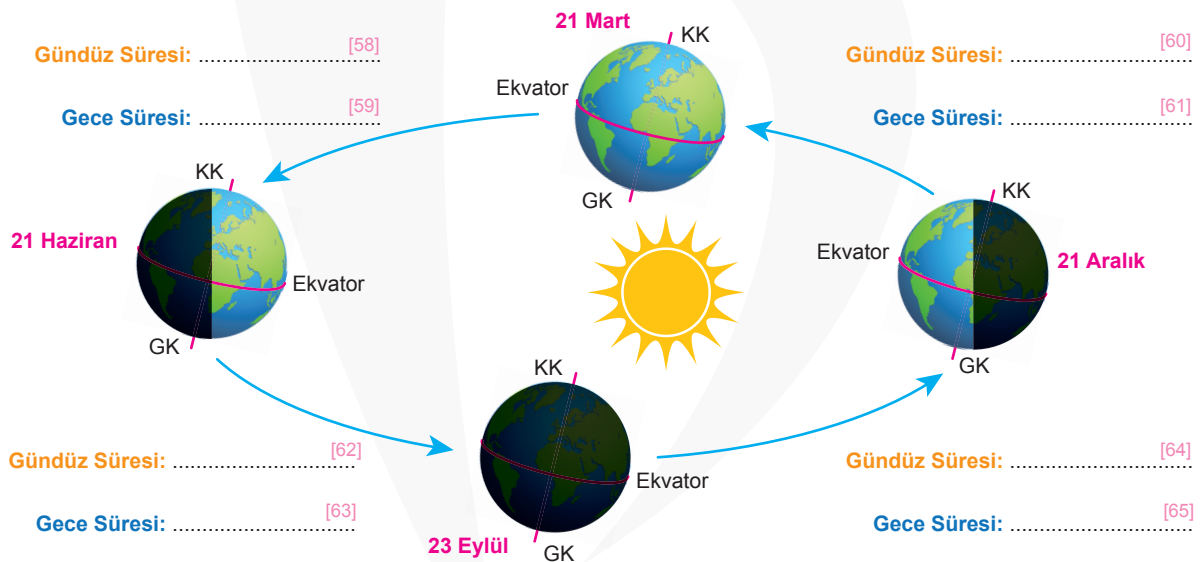 21 Mart
KK
Gündüz Süresi: .............................. [58]
Gündüz Süresi: .............................. [60]
Ekvator
Gece Süresi: .............................. [59]
Gece Süresi: .............................. [61]
GK
KK
21 Haziran
Ekvator
GK
KK
Ekvator
21 Aralık
GK
KK
Gündüz Süresi: .............................. [62]
Gündüz Süresi: .............................. [64]
Ekvator
Gece Süresi: .............................. [63]
Gece Süresi: .............................. [65]
23 Eylül
GK